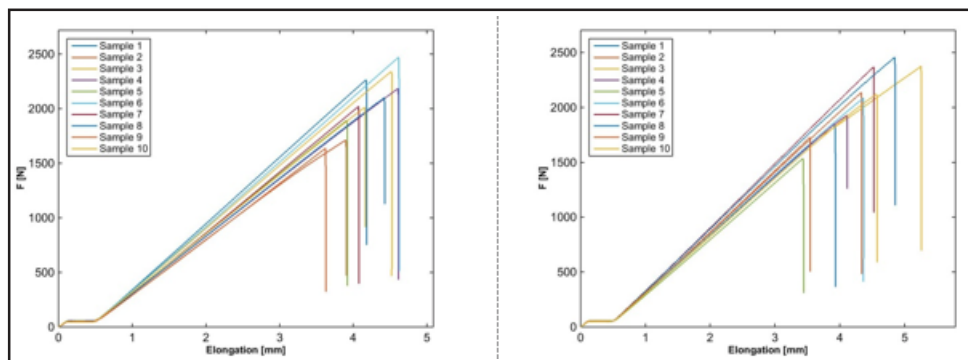 2500
2000
1500
1000
500
0
F [N]
Sample 1
Sample 2
Sample 3
Sample 4
Sample 5
Sample 6
Sample 7
Sample 8
Sample 9
Sample 10
0 1 2 3 4 5
Elongation [mm]
2500
2000
1500
1000
500
0
F [N]
Sample 1
Sample 2
Sample 3
Sample 4
Sample 5
Sample 6
Sample 7
Sample 8
Sample 9
Sample 10
0 1 2 3 4 5
Elongation [mm]